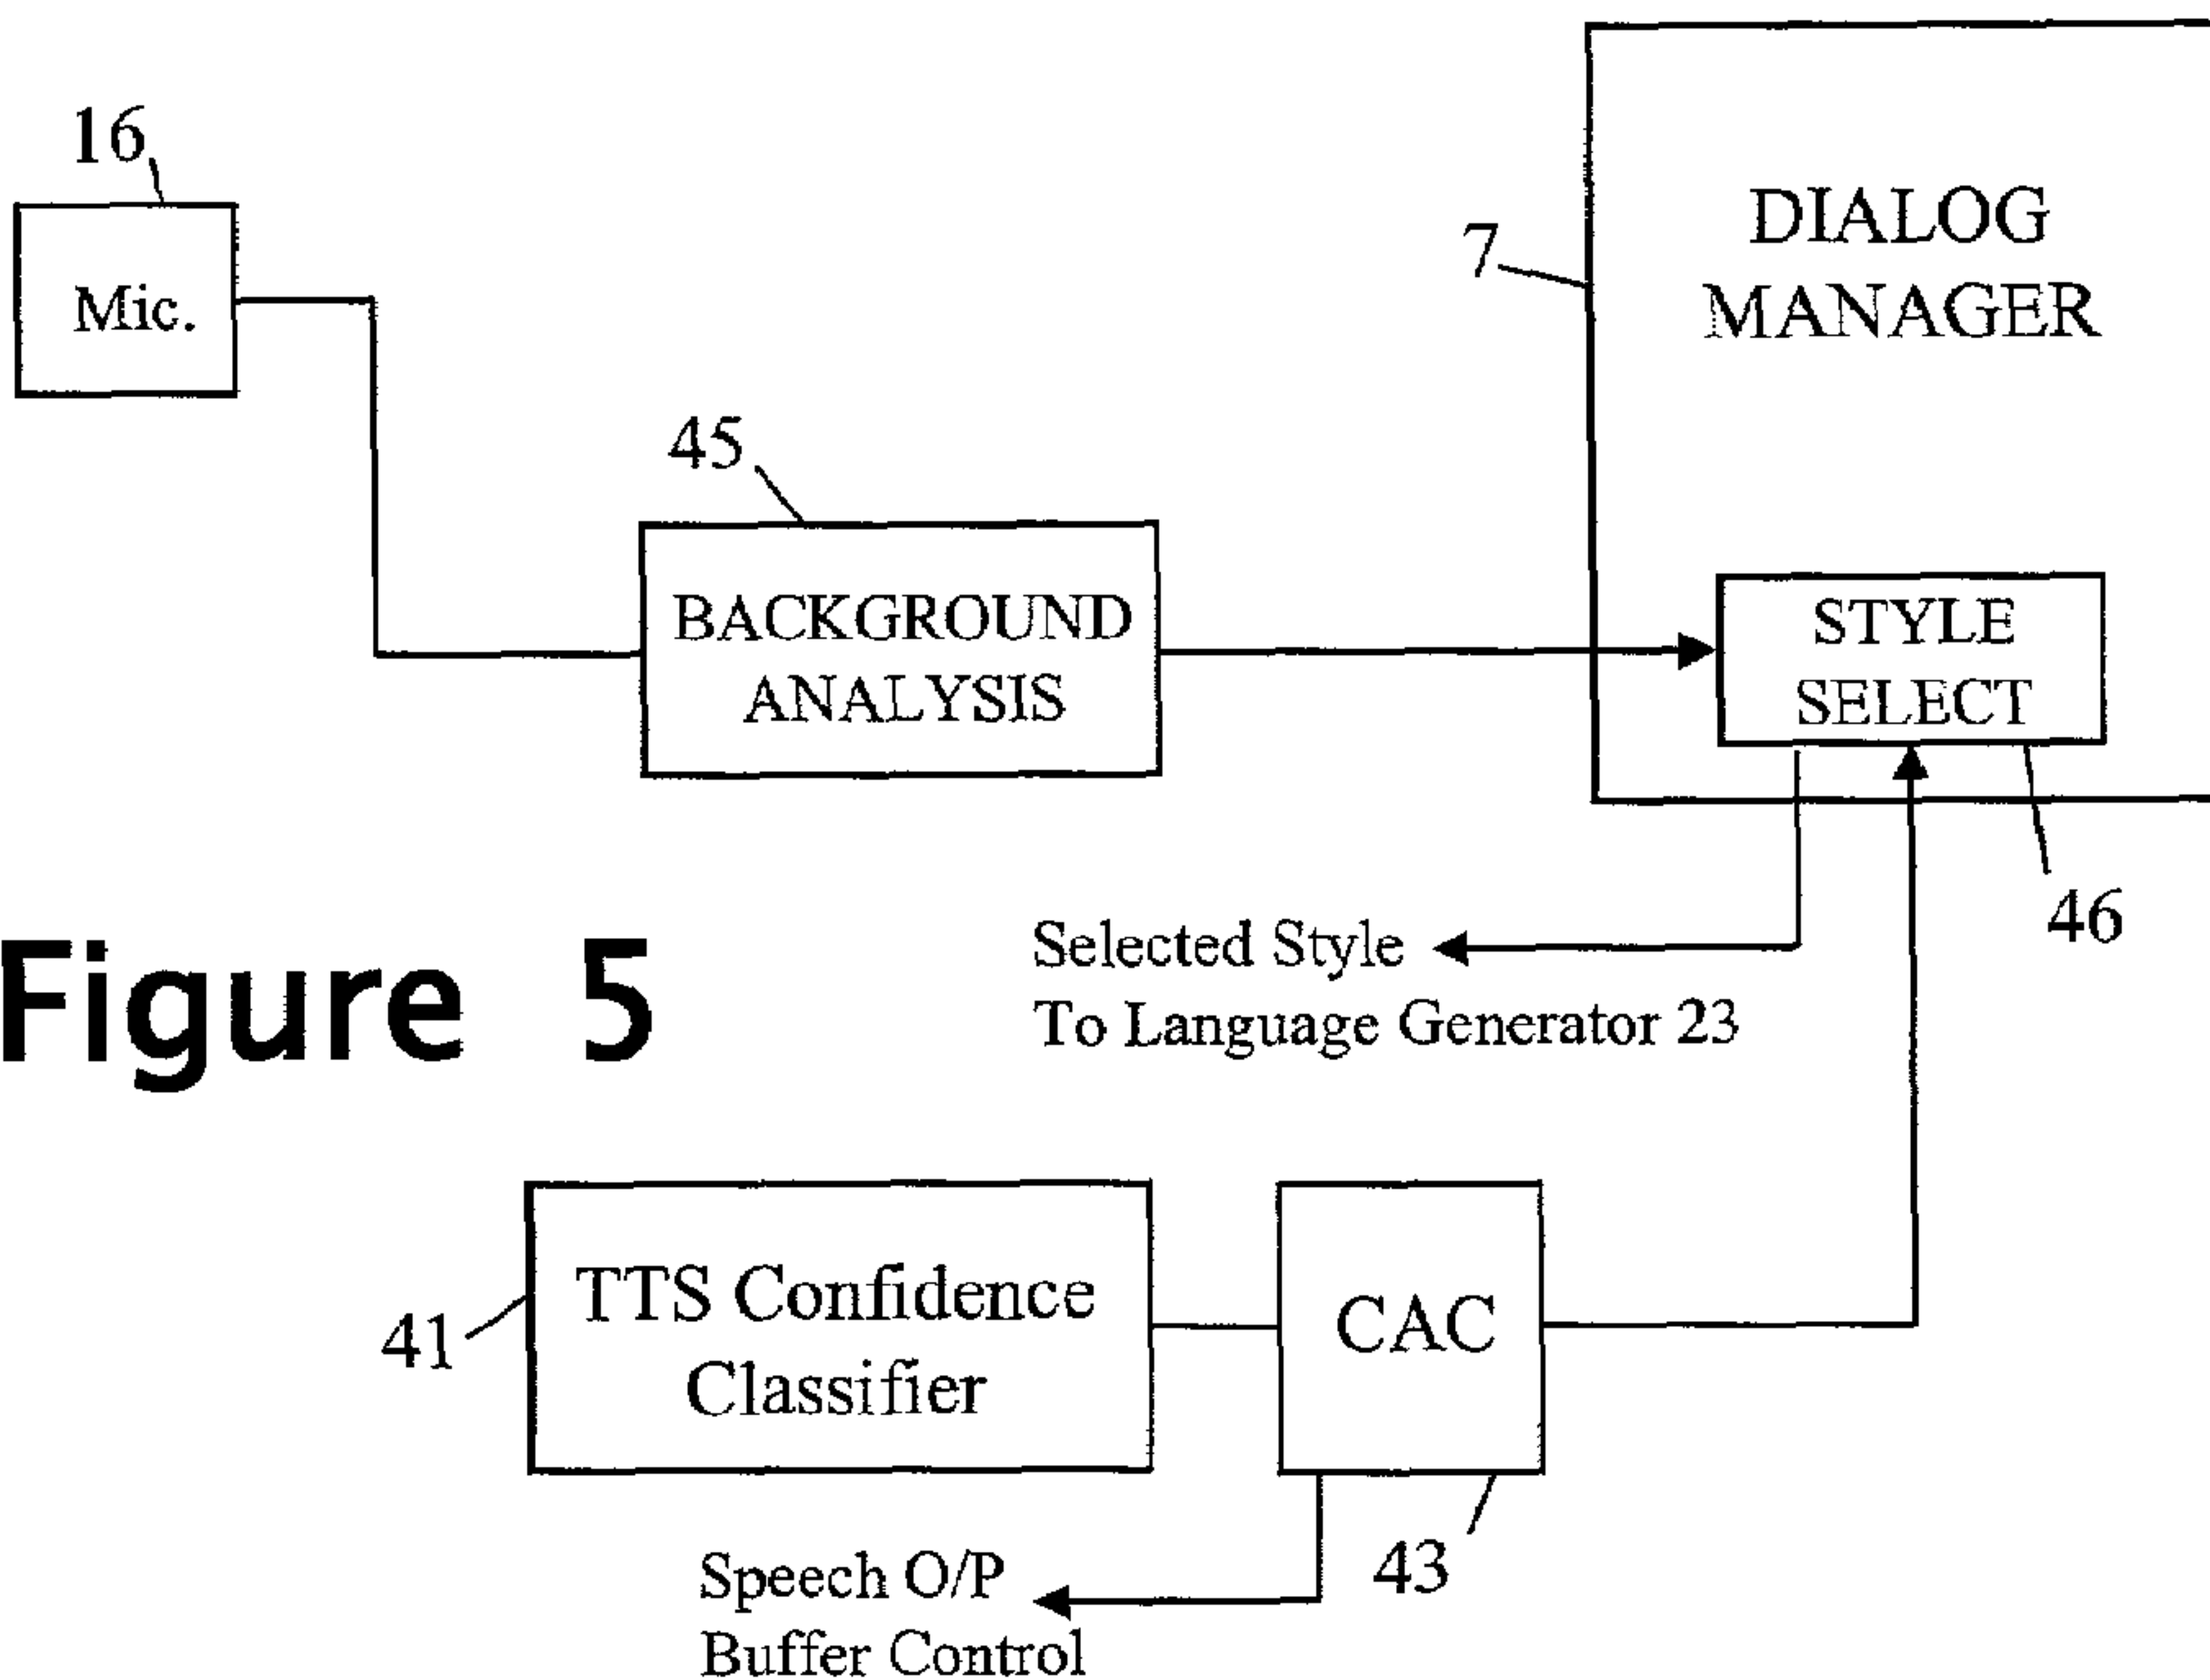 16
Mic.
7
DIALOG
MANAGER
45
BACKGROUND
ANALYSIS
STYLE
SELECT
46
Selected Style
To Language Generator 23
Figure 5
41
TTS Confidence
Classifier
CAC
43
Speech O/P
Buffer Control